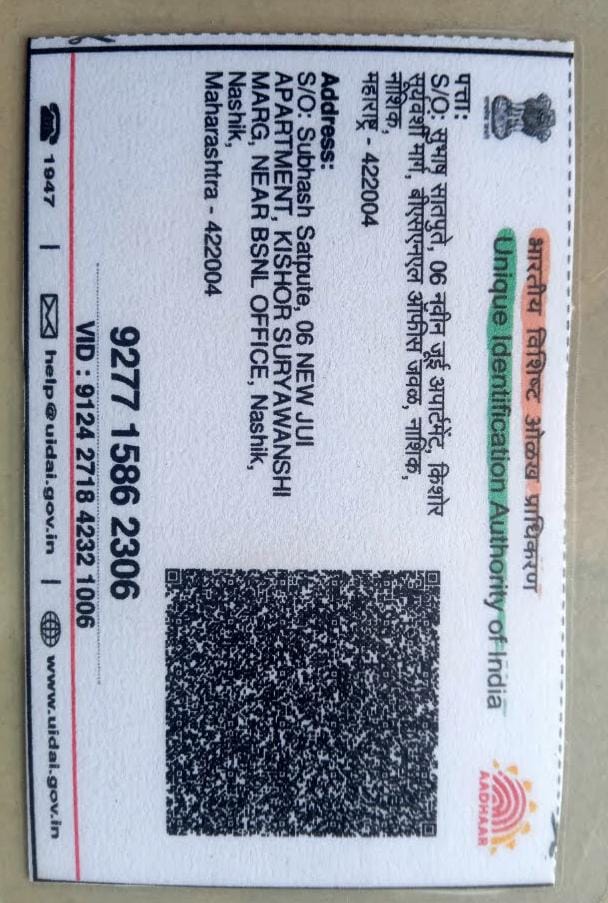 भारतीय विशिष्ट ओळख प्राधिकरण
Unique Identification Authority of India
AADHAAR
पत्ता:
S/O: सुभाष सातपुते, 06 नवीन जुई अपार्टमेंट, किशोर
सुर्यवंशी मार्ग, बीएसएनएल ऑफीस जवळ, नाशिक,
नाशिक,
महाराष्ट्र - 422004
Address:
S/O: Subhash Satpute, 06 NEW JUI
APARTMENT, KISHOR SURYAWANSHI
MARG, NEAR BSNL OFFICE, Nashik,
Nashik,
Maharashtra - 422004
9277 1586 2306
VID : 9124 2718 4232 1006
1947 | help@uidai.gov.in | www.uidai.gov.in